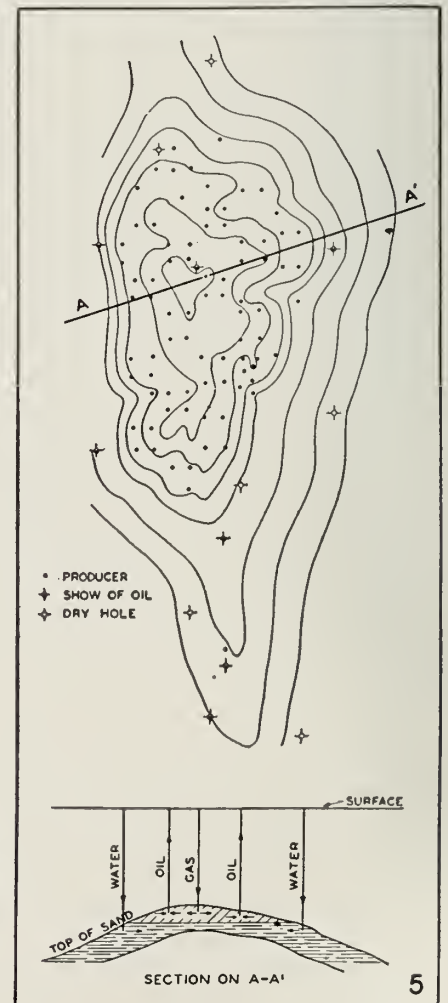 A
A'
• PRODUCER
SHOW OF OIL
DRY HOLE
SURFACE
WATER
OIL
GAS
OIL
WATER
TOP OF SAND
SECTION ON A-A'
5